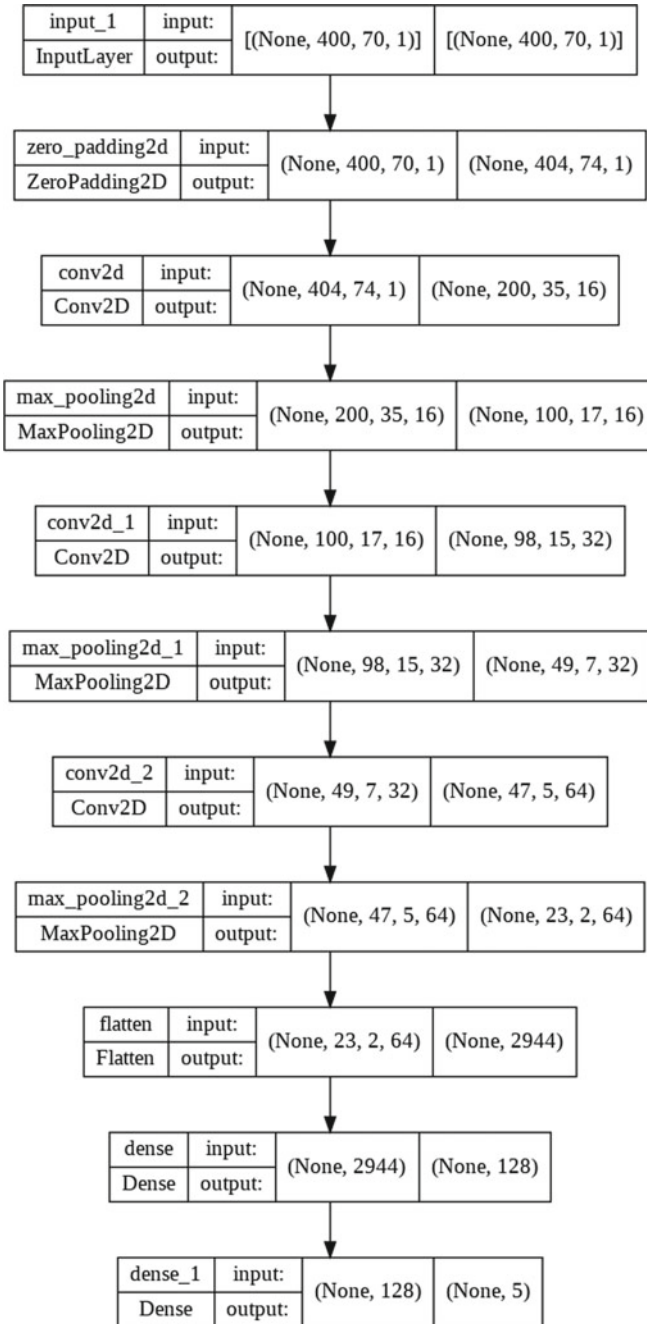 input_1 input: [(None, 400, 70, 1)] [(None, 400, 70, 1)]
InputLayer output:
zero_padding2d input: (None, 400, 70, 1) (None, 404, 74, 1)
ZeroPadding2D output:
conv2d input: (None, 404, 74, 1) (None, 200, 35, 16)
Conv2D output:
max_pooling2d input: (None, 200, 35, 16) (None, 100, 17, 16)
MaxPooling2D output:
conv2d_1 input: (None, 100, 17, 16) (None, 98, 15, 32)
Conv2D output:
max_pooling2d_1 input: (None, 98, 15, 32) (None, 49, 7, 32)
MaxPooling2D output:
conv2d_2 input: (None, 49, 7, 32) (None, 47, 5, 64)
Conv2D output:
max_pooling2d_2 input: (None, 47, 5, 64) (None, 23, 2, 64)
MaxPooling2D output:
flatten input: (None, 23, 2, 64) (None, 2944)
Flatten output:
dense input: (None, 2944) (None, 128)
Dense output:
dense_1 input: (None, 128) (None, 5)
Dense output: